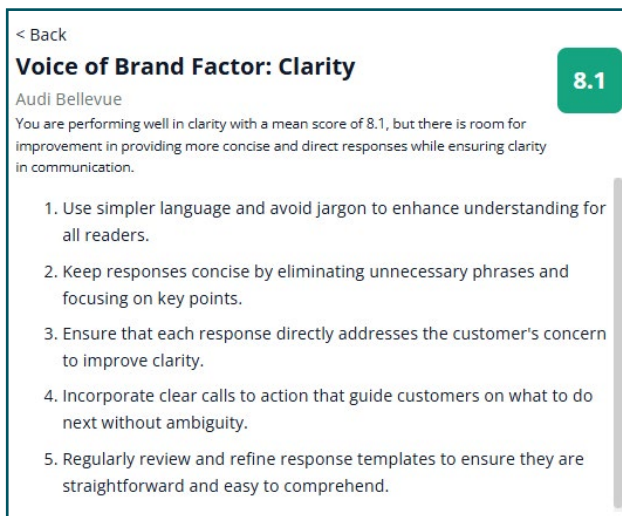 < Back
Voice of Brand Factor: Clarity
8.1
Audi Bellevue
You are performing well in clarity with a mean score of 8.1, but there is room for
improvement in providing more concise and direct responses while ensuring clarity
in communication.
1. Use simpler language and avoid jargon to enhance understanding for
all readers.
2. Keep responses concise by eliminating unnecessary phrases and
focusing on key points.
3. Ensure that each response directly addresses the customer's concern
to improve clarity.
4. Incorporate clear calls to action that guide customers on what to do
next without ambiguity.
5. Regularly review and refine response templates to ensure they are
straightforward and easy to comprehend.